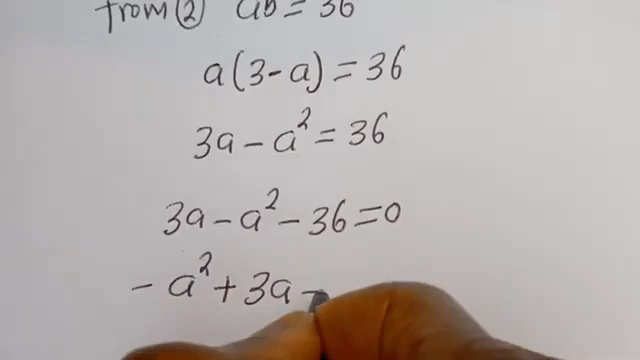 from ② ab = 36
a(3-a) = 36
3a - a² = 36
3a - a² - 36 = 0
- a² + 3a -